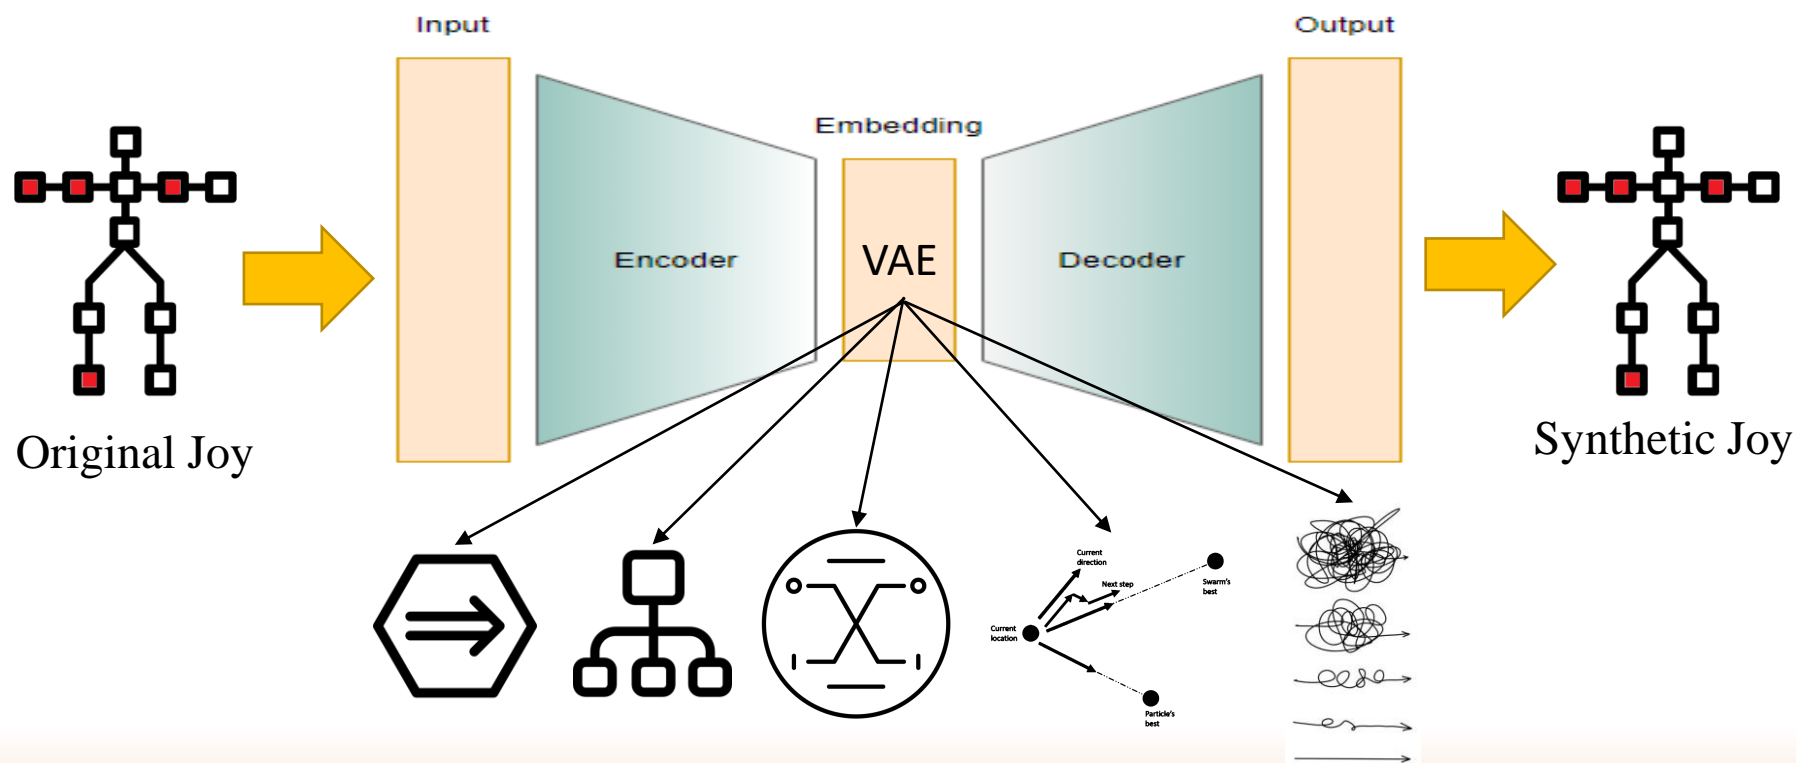 Input
Output
Embedding
Encoder
VAE
Decoder
Original Joy
Synthetic Joy
Current
direction
Next step
Swarm's
best
Current
location
Particle's
best